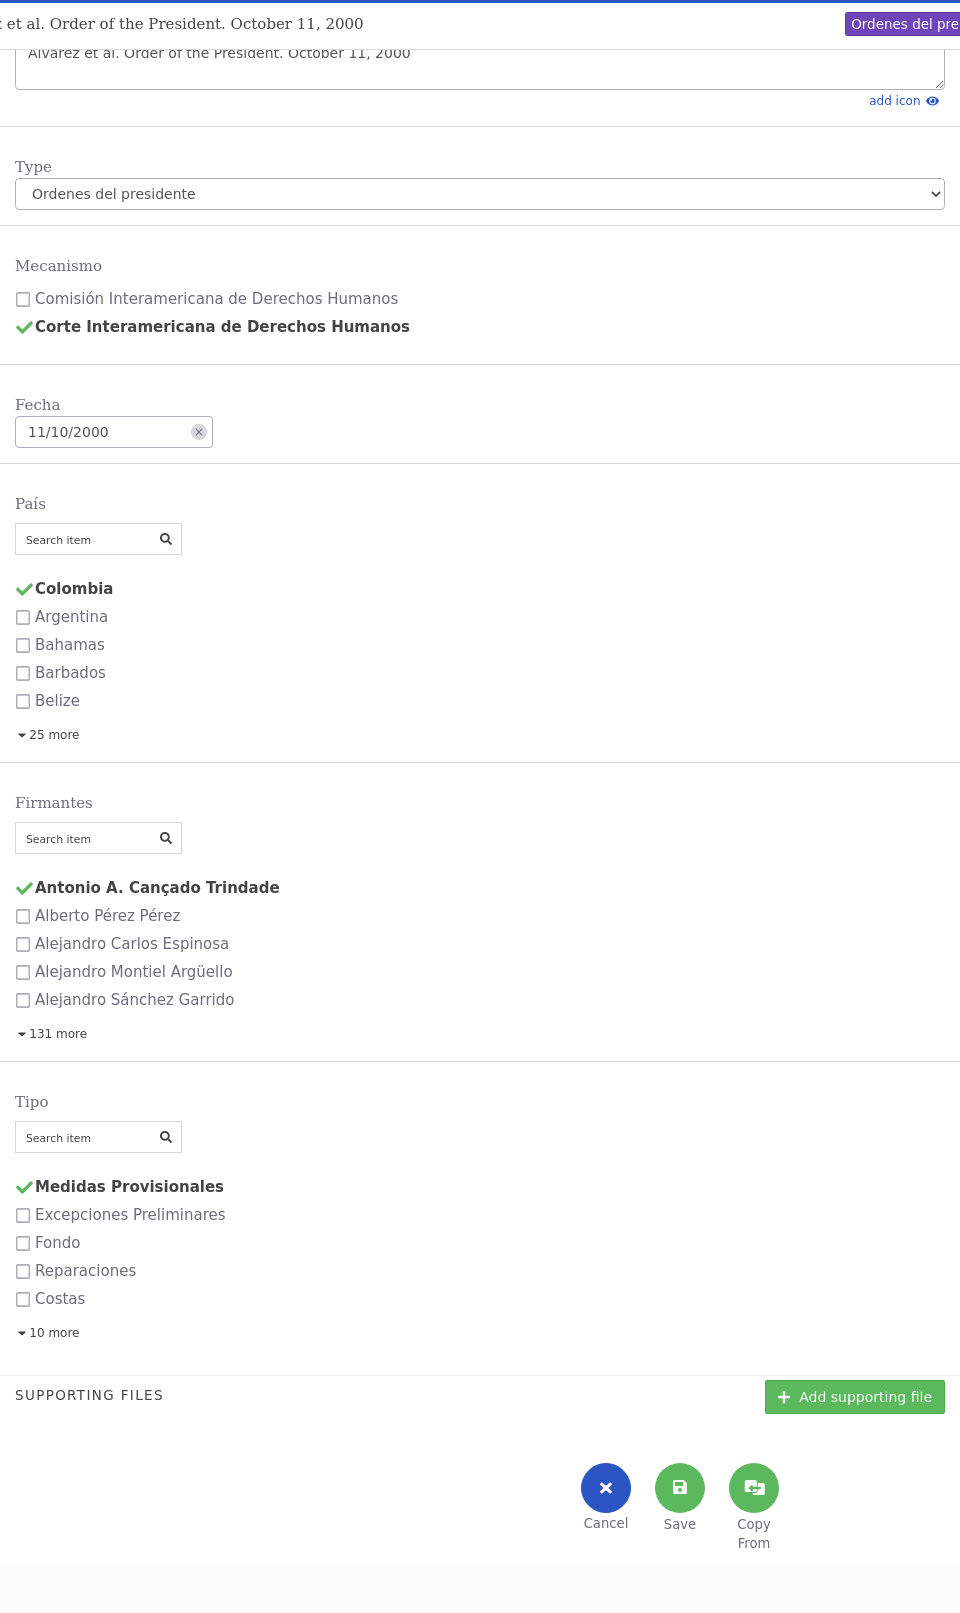 et al. Order of the President. October 11, 2000
Ordenes del pre
Alvarez et al. Order of the President. October 11, 2000
add icon
Type
Ordenes del presidente
Mecanismo
Comisión Interamericana de Derechos Humanos
Corte Interamericana de Derechos Humanos
Fecha
11/10/2000
País
Search item
Colombia
Argentina
Bahamas
Barbados
Belize
25 more
Firmantes
Search item
Antonio A. Cançado Trindade
Alberto Pérez Pérez
Alejandro Carlos Espinosa
Alejandro Montiel Argüello
Alejandro Sánchez Garrido
131 more
Tipo
Search item
Medidas Provisionales
Excepciones Preliminares
Fondo
Reparaciones
Costas
10 more
SUPPORTING FILES
Add supporting file
Cancel
Save
Copy
From